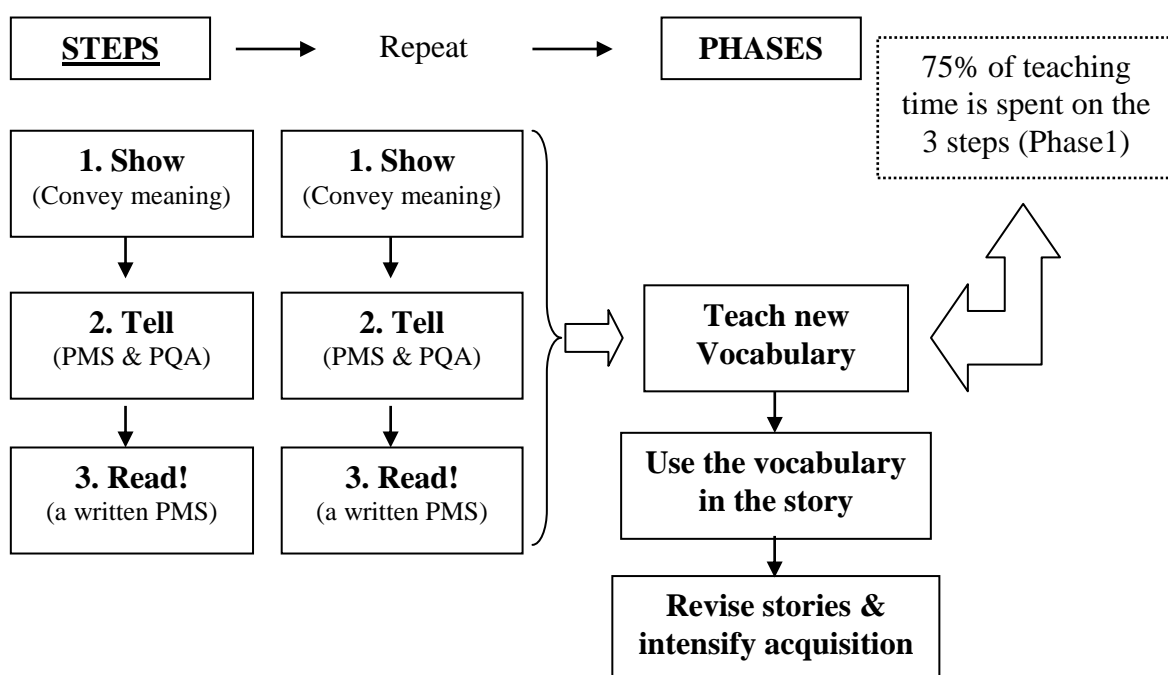 STEPS
Repeat
PHASES
75% of teaching
time is spent on the
3 steps (Phase1)
1. Show
(Convey meaning)
2. Tell
(PMS & PQA)
3. Read!
(a written PMS)
1. Show
(Convey meaning)
2. Tell
(PMS & PQA)
3. Read!
(a written PMS)
Teach new
Vocabulary
Use the vocabulary
in the story
Revise stories &
intensify acquisition